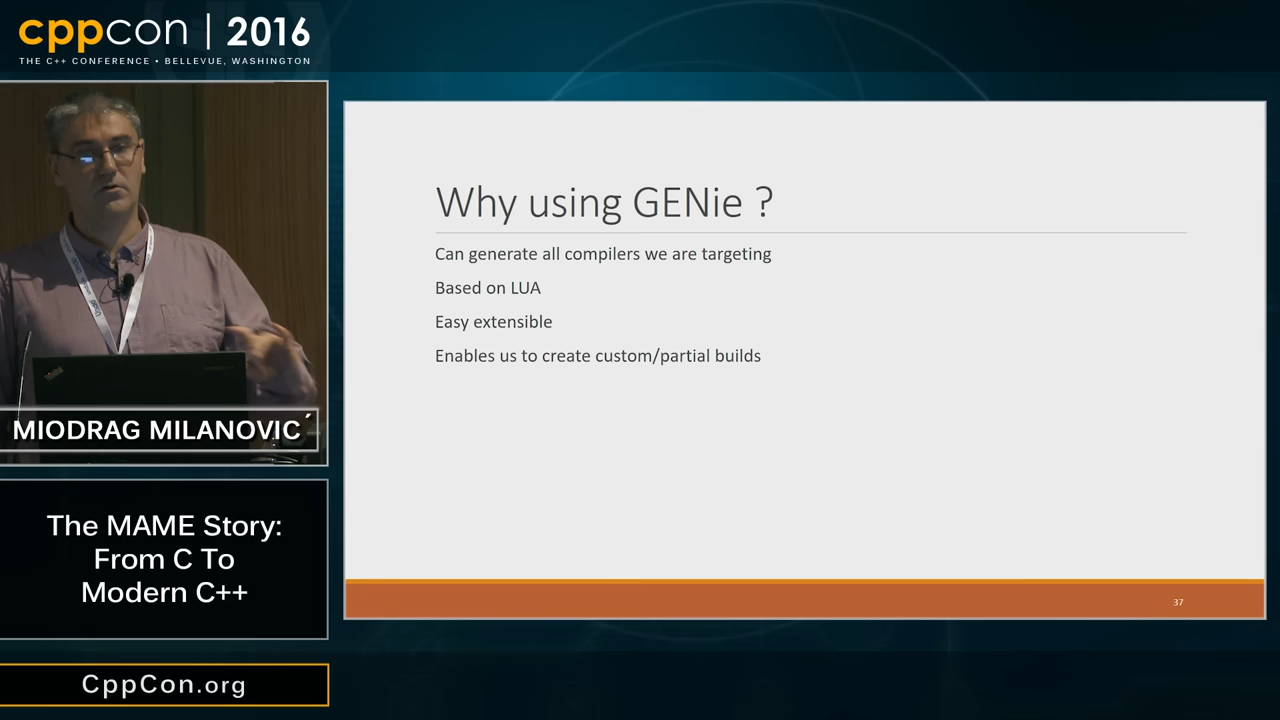 cppcon | 2016
THE C++ CONFERENCE • BELLEVUE, WASHINGTON
MIODRAG MILANOVIĆ
The MAME Story:
From C To
Modern C++
CppCon.org
Why using GENie ?
Can generate all compilers we are targeting
Based on LUA
Easy extensible
Enables us to create custom/partial builds
37